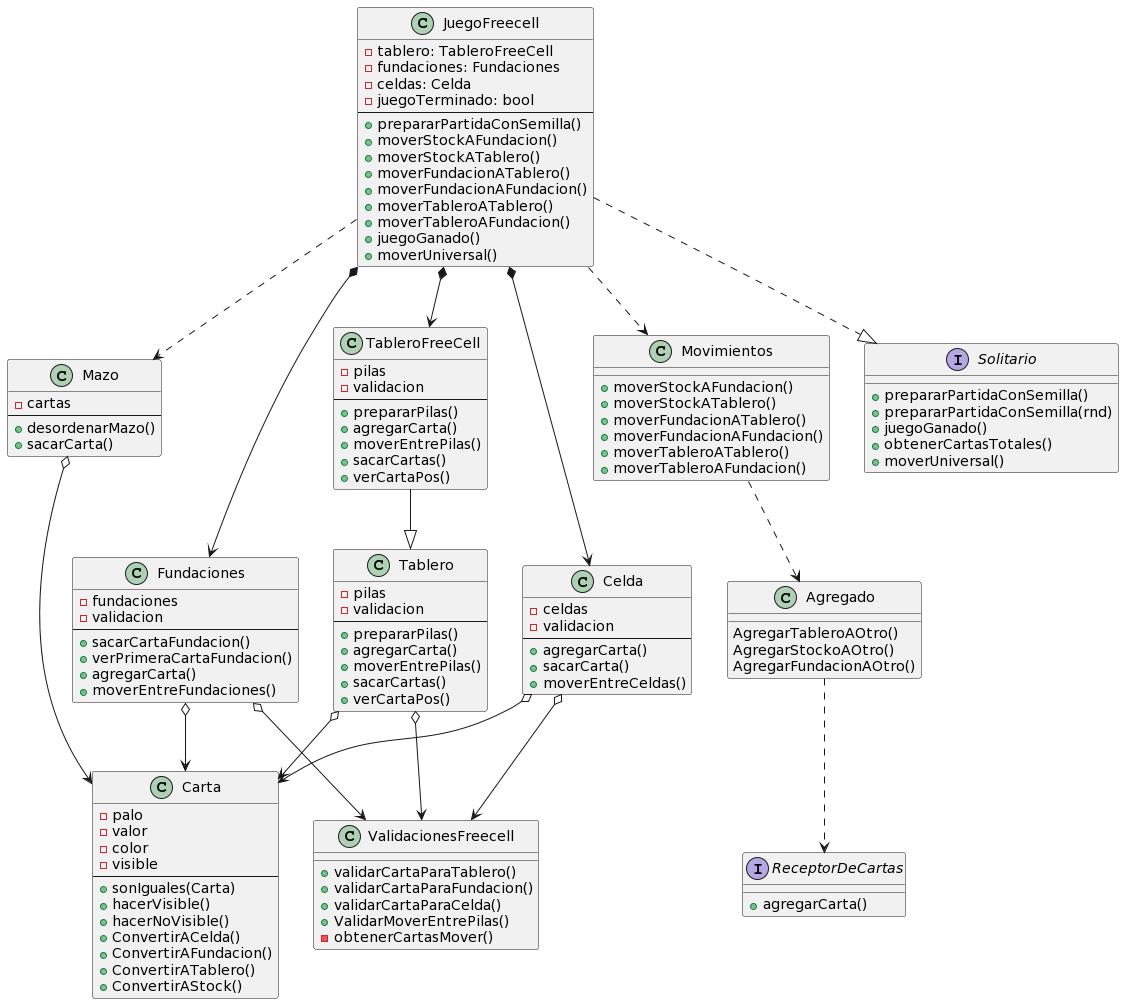 C JuegoFreecell
tablero: TableroFreeCell
fundaciones: Fundaciones
celdas: Celda
juegoTerminado: bool
prepararPartidaConSemilla()
moverStockAFundacion()
moverStockATablero()
moverFundacionATablero()
moverFundacionAFundacion()
moverTableroATablero()
moverTableroAFundacion()
juegoGanado()
moverUniversal()
C Mazo
cartas
desordenarMazo()
sacarCarta()
C TableroFreeCell
pilas
validacion
prepararPilas()
agregarCarta()
moverEntrePilas()
sacarCartas()
verCartaPos()
C Movimientos
moverStockAFundacion()
moverStockATablero()
moverFundacionATablero()
moverFundacionAFundacion()
moverTableroATablero()
moverTableroAFundacion()
I Solitario
prepararPartidaConSemilla()
prepararPartidaConSemilla(rnd)
juegoGanado()
obtenerCartasTotales()
moverUniversal()
C Fundaciones
fundaciones
validacion
sacarCartaFundacion()
verPrimeraCartaFundacion()
agregarCarta()
moverEntreFundaciones()
C Tablero
pilas
validacion
prepararPilas()
agregarCarta()
moverEntrePilas()
sacarCartas()
verCartaPos()
C Celda
celdas
validacion
agregarCarta()
sacarCarta()
moverEntreCeldas()
C Agregado
AgregarTableroAOtro()
AgregarStockoAOtro()
AgregarFundacionAOtro()
C Carta
palo
valor
color
visible
sonIguales(Carta)
hacerVisible()
hacerNoVisible()
ConvertirACelda()
ConvertirAFundacion()
ConvertirATablero()
ConvertirAStock()
C ValidacionesFreecell
validarCartaParaTablero()
validarCartaParaFundacion()
validarCartaParaCelda()
ValidarMoverEntrePilas()
obtenerCartasMover()
I ReceptorDeCartas
agregarCarta()